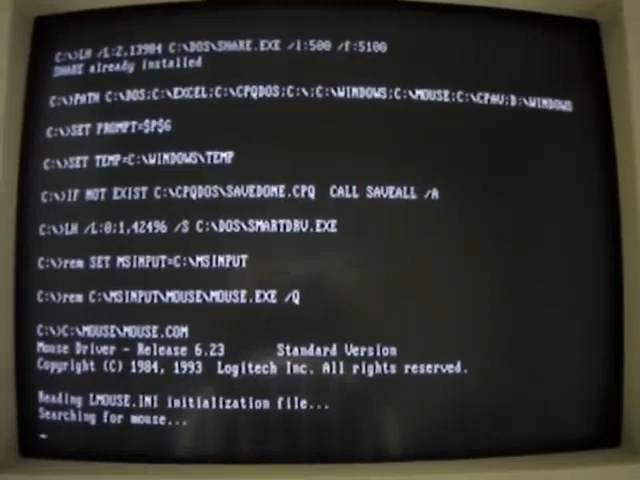 C:\>LH /L:2,13984 C:\DOS\SHARE.EXE /l:500 /f:5100
SHARE already installed
C:\>PATH C:\DOS;C:\EXCEL;C:\CPQDOS;C:\;C:\WINDOWS;C:\MOUSE;C:\CPAV;D:\WINDOWS
C:\>SET PROMPT=$P$G
C:\>SET TEMP=C:\WINDOWS\TEMP
C:\>IF NOT EXIST C:\CPQDOS\SAVEDONE.CPQ CALL SAVEALL /A
C:\>LH /L:0;1,42496 /S C:\DOS\SMARTDRV.EXE
C:\>rem SET MSINPUT=C:\MSINPUT
C:\>rem C:\MSINPUT\MOUSE\MOUSE.EXE /Q
C:\>C:\MOUSE\MOUSE.COM
Mouse Driver - Release 6.23 Standard Version
Copyright (C) 1984, 1993 Logitech Inc. All rights reserved.
Reading LMOUSE.INI initialization file...
Searching for mouse...